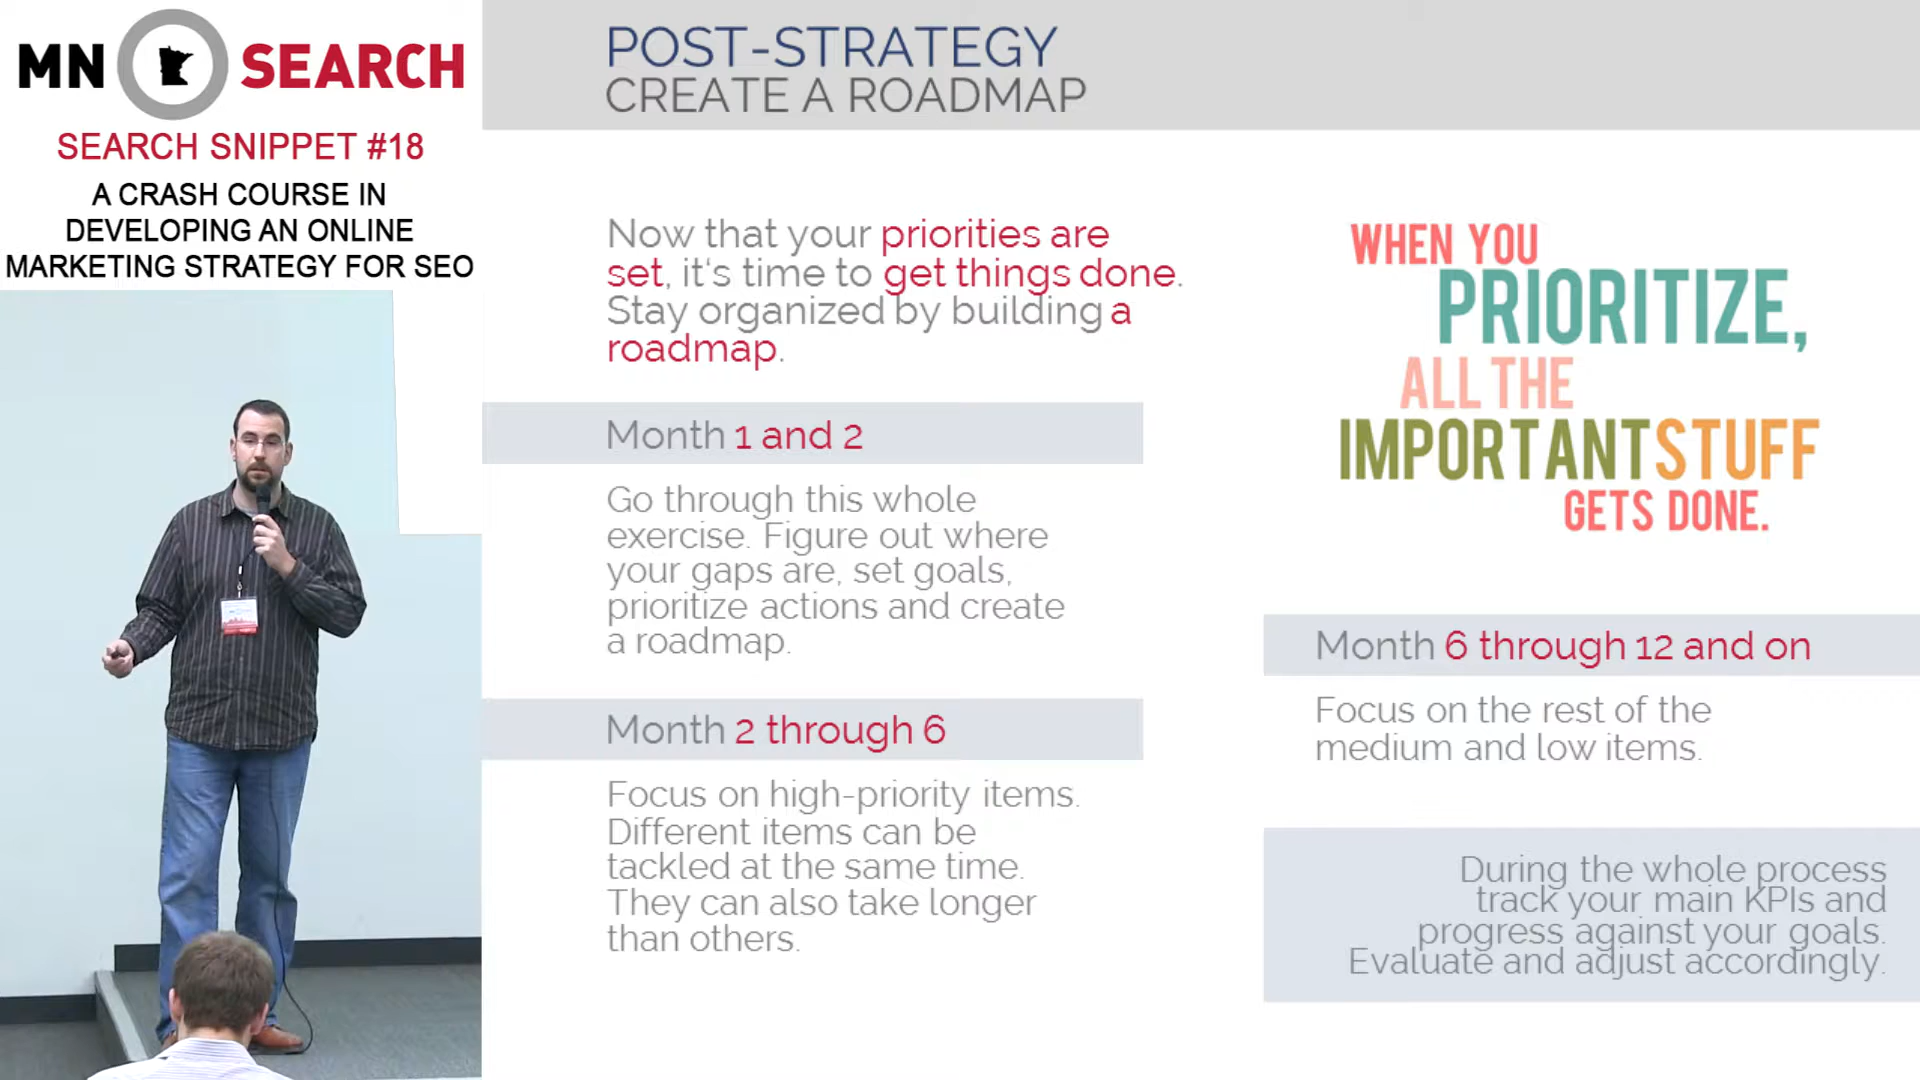 MN SEARCH
SEARCH SNIPPET #18
A CRASH COURSE IN
DEVELOPING AN ONLINE
MARKETING STRATEGY FOR SEO
POST-STRATEGY
CREATE A ROADMAP
Now that your priorities are
set, it's time to get things done.
Stay organized by building a
roadmap.
Month 1 and 2
Go through this whole
exercise. Figure out where
your gaps are, set goals,
prioritize actions and create
a roadmap.
Month 2 through 6
Focus on high-priority items.
Different items can be
tackled at the same time.
They can also take longer
than others.
WHEN YOU
PRIORITIZE,
ALL THE
IMPORTANT STUFF
GETS DONE.
Month 6 through 12 and on
Focus on the rest of the
medium and low items.
During the whole process
track your main KPIs and
progress against your goals.
Evaluate and adjust accordingly.